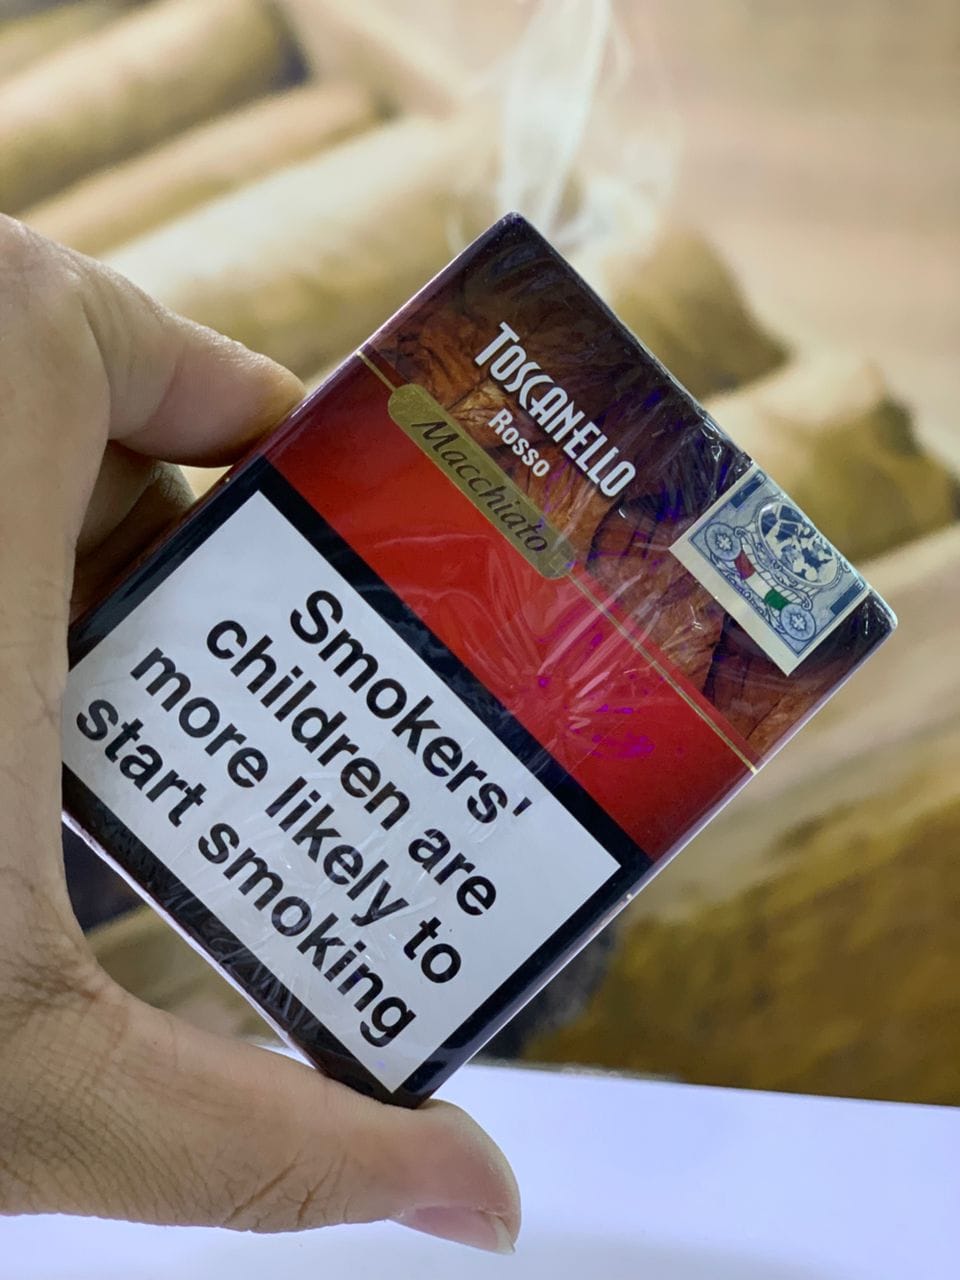 TOSCANELLO
Rosso
Macchiato
Smokers'
children are
more likely to
start smoking